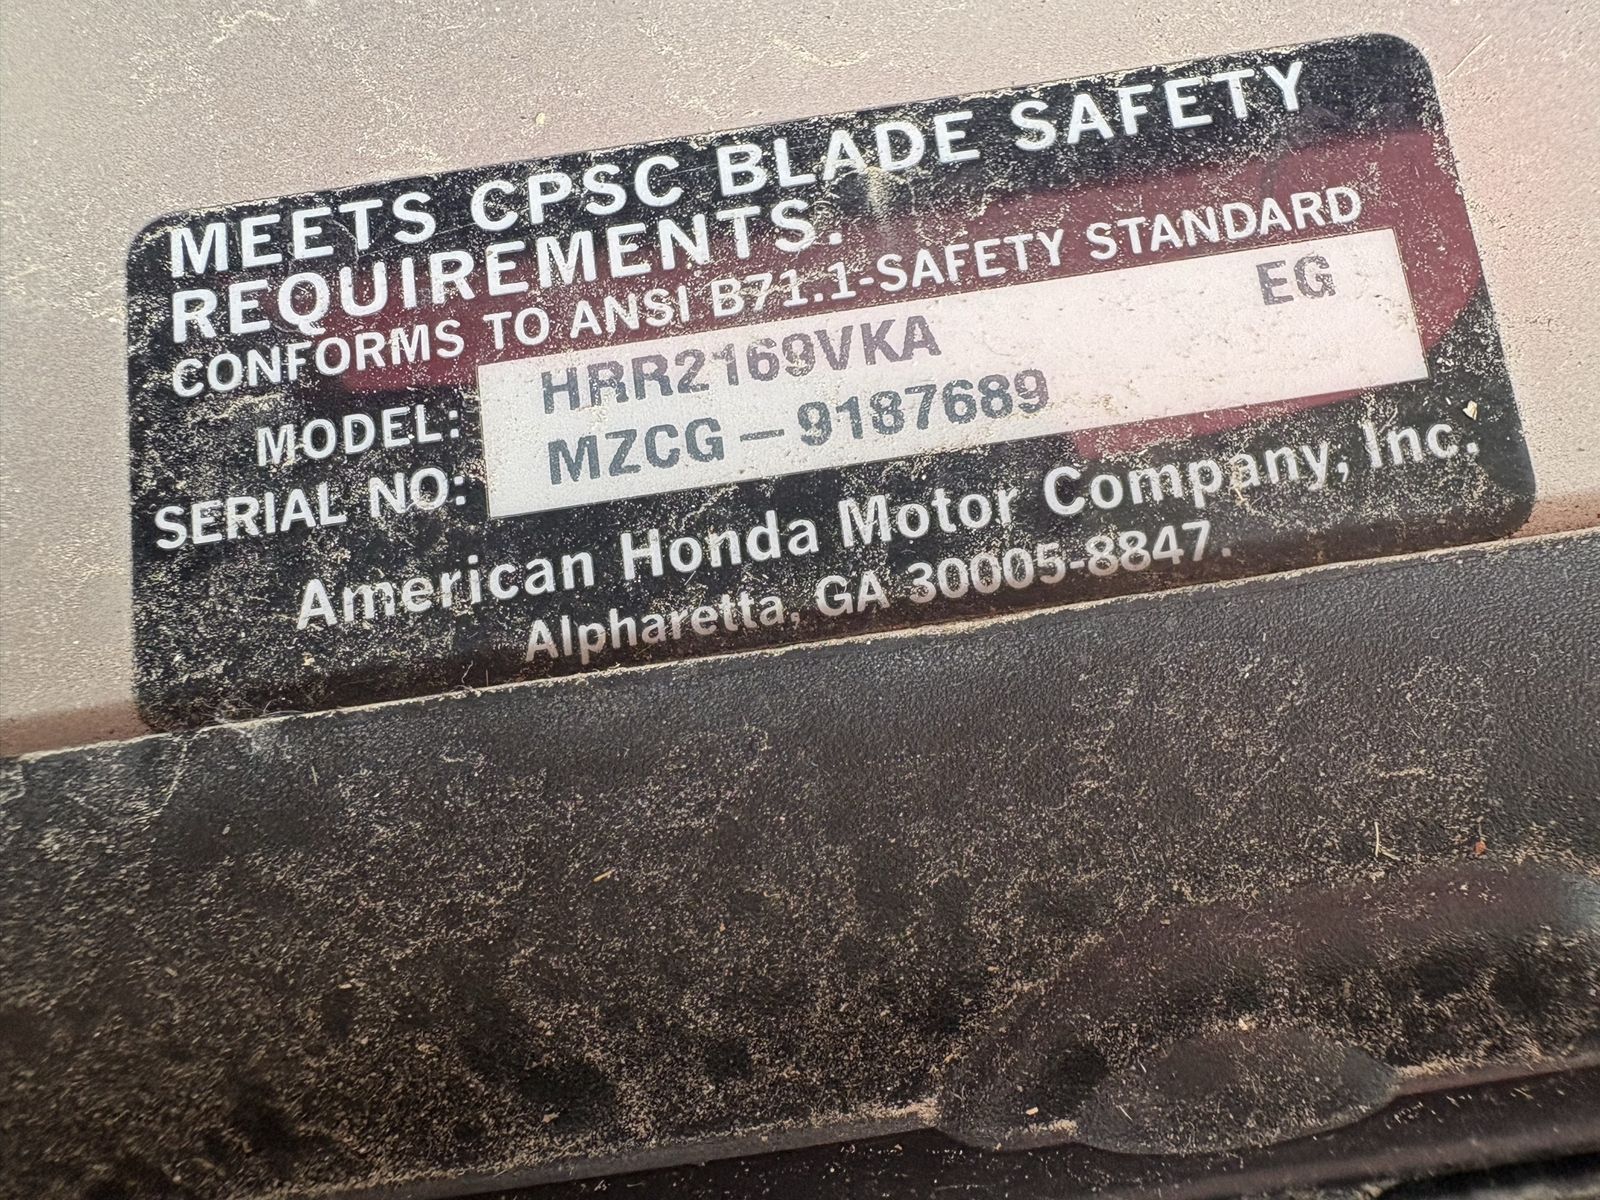 MEETS CPSC BLADE SAFETY
REQUIREMENTS.
CONFORMS TO ANSI B71.1-SAFETY STANDARD
MODEL: HRR2169VKA EG
SERIAL NO: MZCG-9187689
American Honda Motor Company, Inc.
Alpharetta, GA 30005-8847.